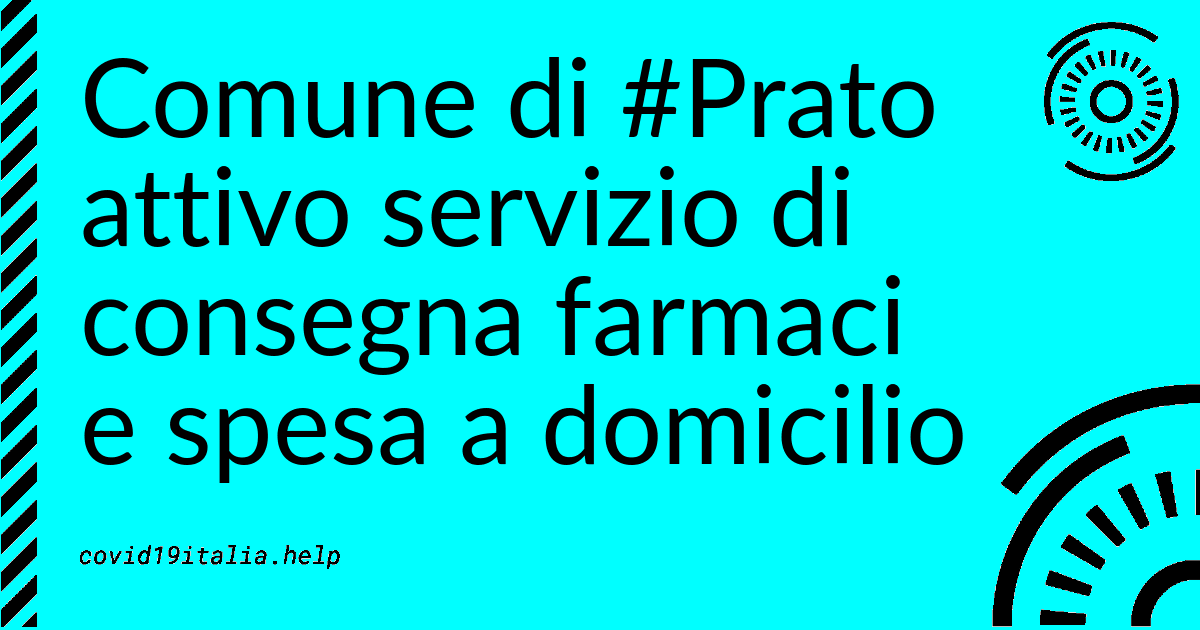 Comune di #Prato
attivo servizio di
consegna farmaci
e spesa a domicilio
covid19italia.help